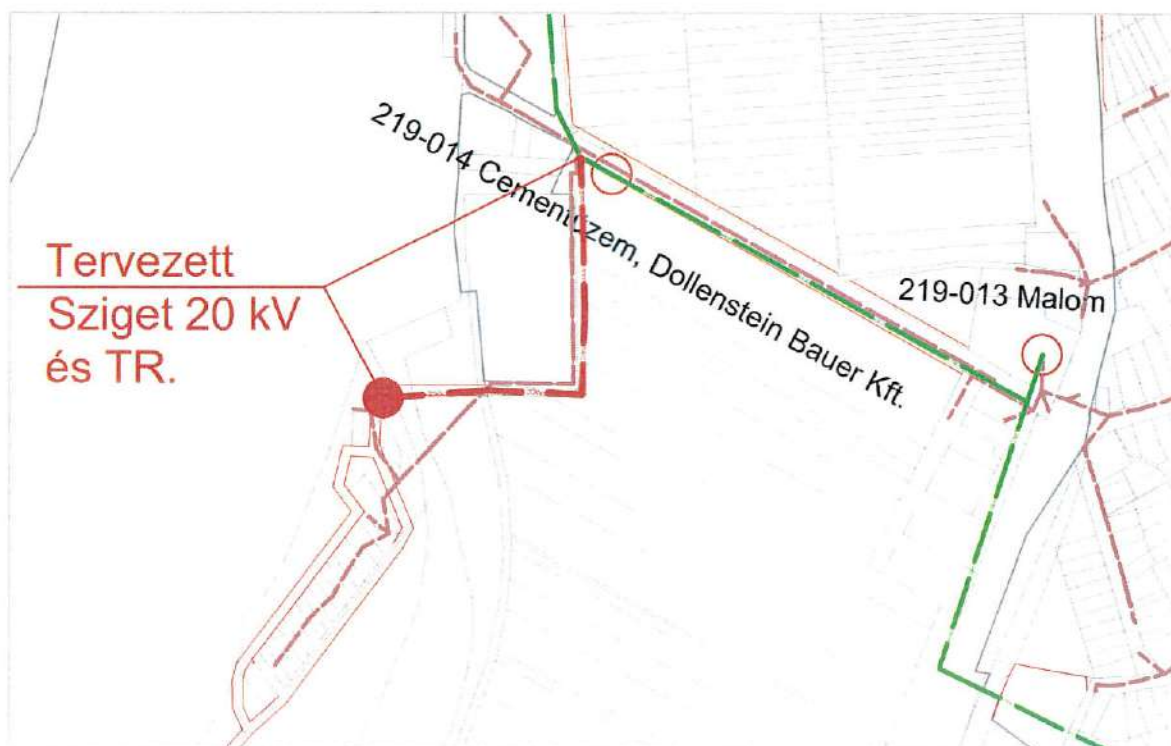 219-014 Cementüzem, Dollenstein Bauer Kft.
219-013 Malom
Tervezett
Sziget 20 kV
és TR.